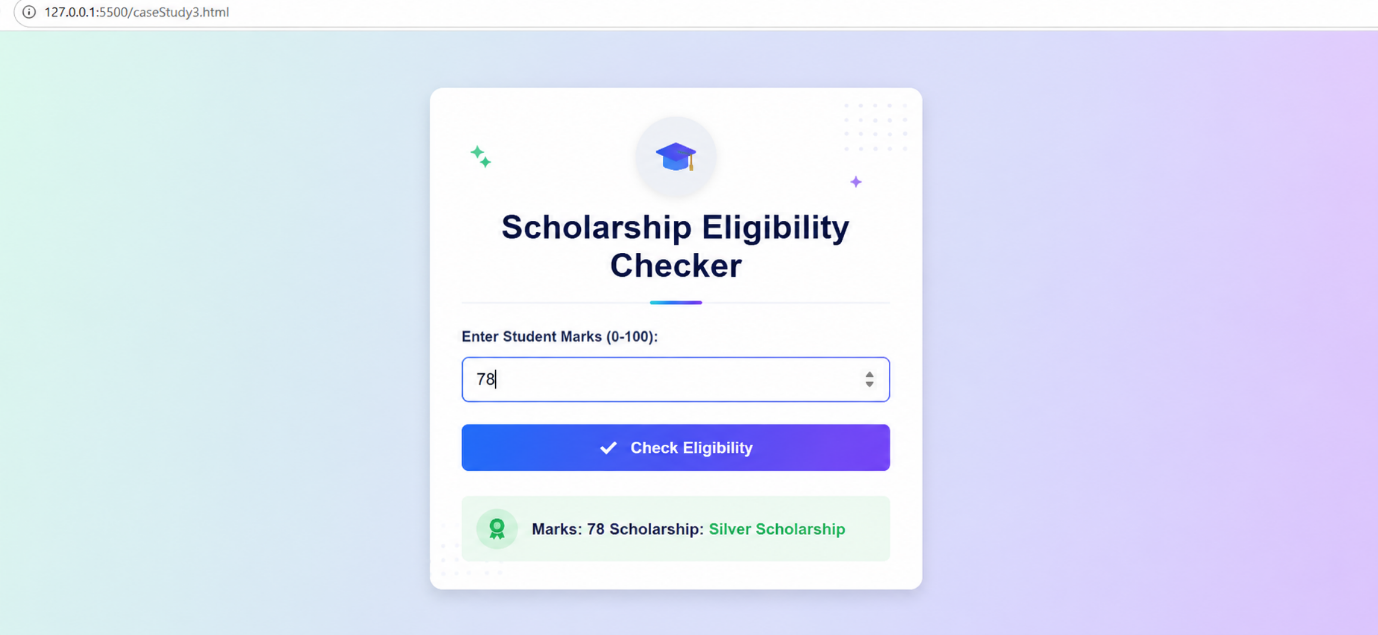 127.0.0.1:5500/caseStudy3.html
Scholarship Eligibility
Checker
Enter Student Marks (0-100):
78
Check Eligibility
Marks: 78 Scholarship: Silver Scholarship